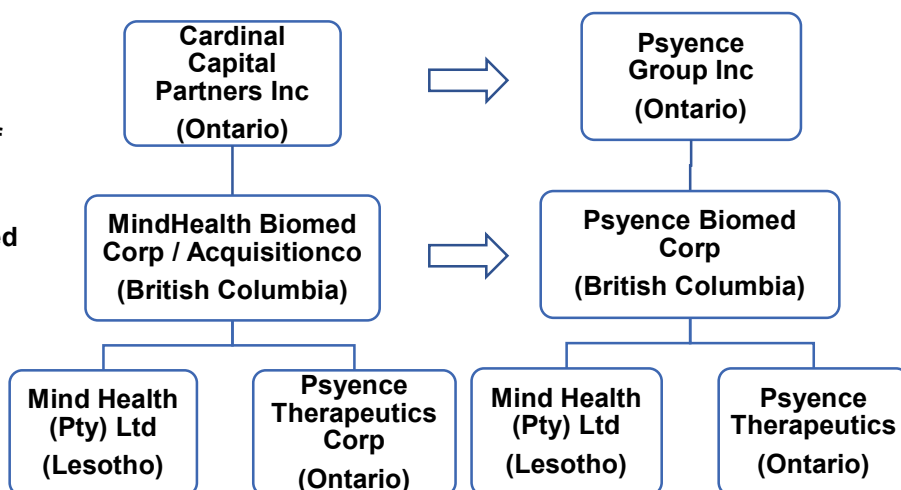 Cardinal
Capital
Partners Inc
(Ontario)
Psyence
Group Inc
(Ontario)
ed
MindHealth Biomed
Corp / Acquisitionco
(British Columbia)
Psyence Biomed
Corp
(British Columbia)
Mind Health
(Pty) Ltd
(Lesotho)
Psyence
Therapeutics
Corp
(Ontario)
Mind Health
(Pty) Ltd
(Lesotho)
Psyence
Therapeutics
(Ontario)